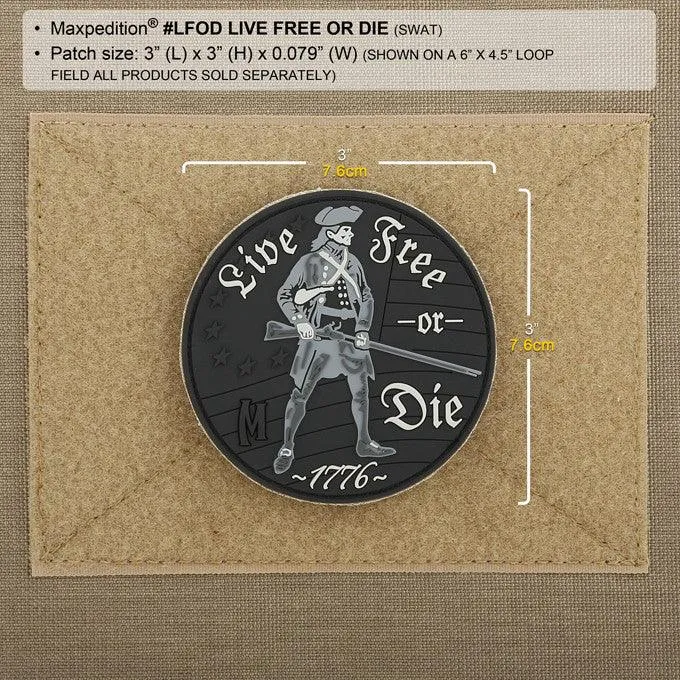 • Maxpedition® #LFOD LIVE FREE OR DIE (SWAT)
• Patch size: 3” (L) x 3” (H) x 0.079” (W) (SHOWN ON A 6” X 4.5” LOOP
FIELD ALL PRODUCTS SOLD SEPARATELY)
3”
7.6cm
Live Free
-or-
Die
M
~1776~
3”
7.6cm